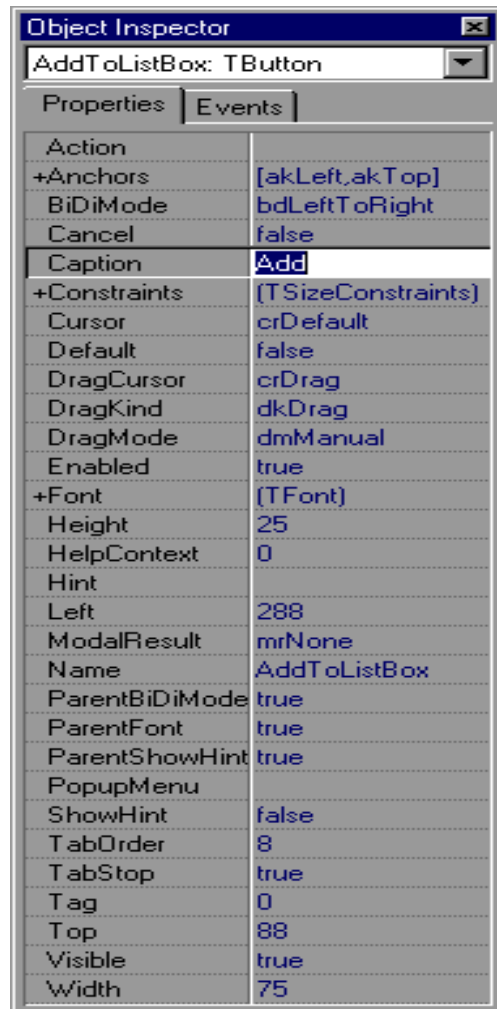 Object Inspector
AddToListBox: TButton
Properties Events
Action
+Anchors [akLeft,akTop]
BiDiMode bdLeftToRight
Cancel false
Caption Add
+Constraints (TSizeConstraints)
Cursor crDefault
Default false
DragCursor crDrag
DragKind dkDrag
DragMode dmManual
Enabled true
+Font (TFont)
Height 25
HelpContext 0
Hint
Left 288
ModalResult mrNone
Name AddToListBox
ParentBiDiMode true
ParentFont true
ParentShowHint true
PopupMenu
ShowHint false
TabOrder 8
TabStop true
Tag 0
Top 88
Visible true
Width 75